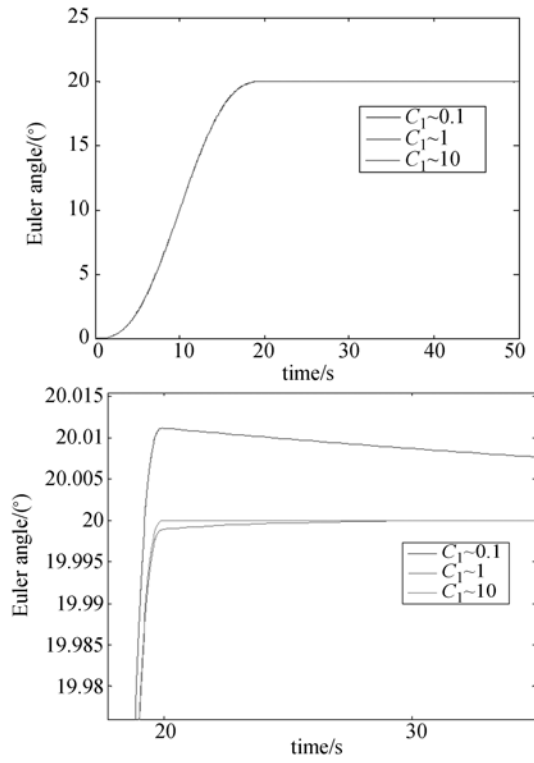 25
20
15
10
5
0
Euler angle/(°)
C₁~0.1
C₁~1
C₁~10
0 10 20 30 40 50
time/s
20.015
20.01
20.005
20
19.995
19.99
19.985
19.98
Euler angle/(°)
C₁~0.1
C₁~1
C₁~10
20 30
time/s